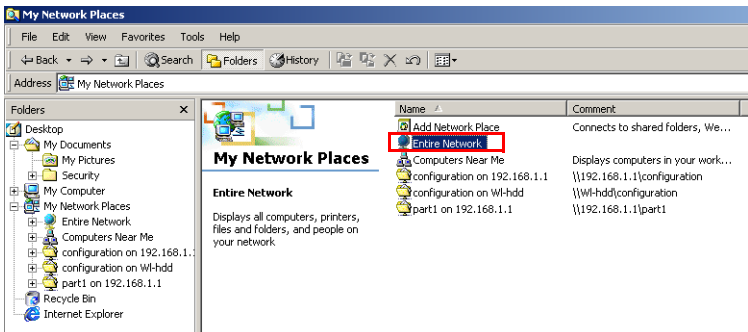 My Network Places
File Edit View Favorites Tools Help
Back Search Folders History
Address My Network Places
Folders
Desktop
My Documents
My Pictures
Security
My Computer
My Network Places
Entire Network
Computers Near Me
configuration on 192.168.1.
configuration on Wl-hdd
part1 on 192.168.1.1
Recycle Bin
Internet Explorer
My Network Places
Entire Network
Displays all computers, printers,
files and folders, and people on
your network
Name Comment
Add Network Place Connects to shared folders, We...
Entire Network
Computers Near Me Displays computers in your work...
configuration on 192.168.1.1 \\192.168.1.1\configuration
configuration on Wl-hdd \\Wl-hdd\configuration
part1 on 192.168.1.1 \\192.168.1.1\part1